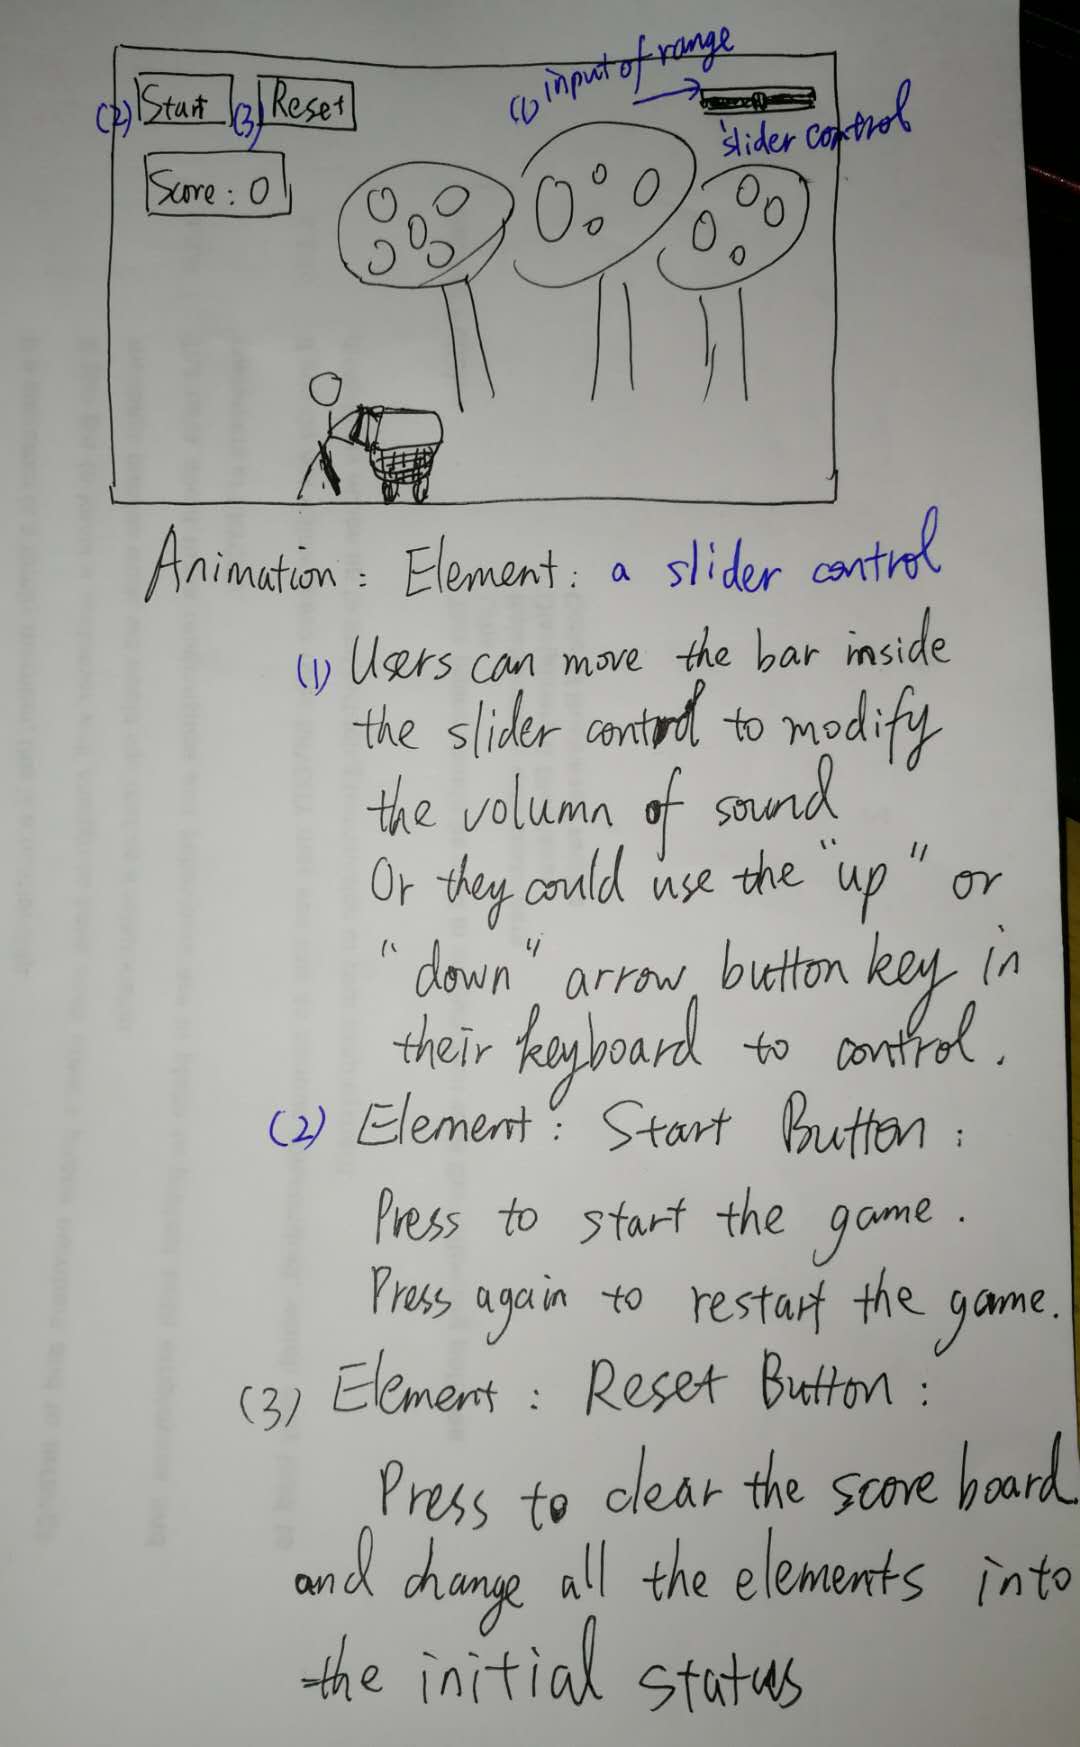 (1) input of range
(2) Start (3) Reset
slider control
Score : 0
Animation : Element : a slider control
(1) Users can move the bar inside
the slider control to modify
the volumn of sound
Or they could use the "up" or
"down" arrow button key in
their keyboard to control.
(2) Element : Start Button :
Press to start the game.
Press again to restart the game.
(3) Element : Reset Button :
Press to clear the score board.
and change all the elements into
the initial status